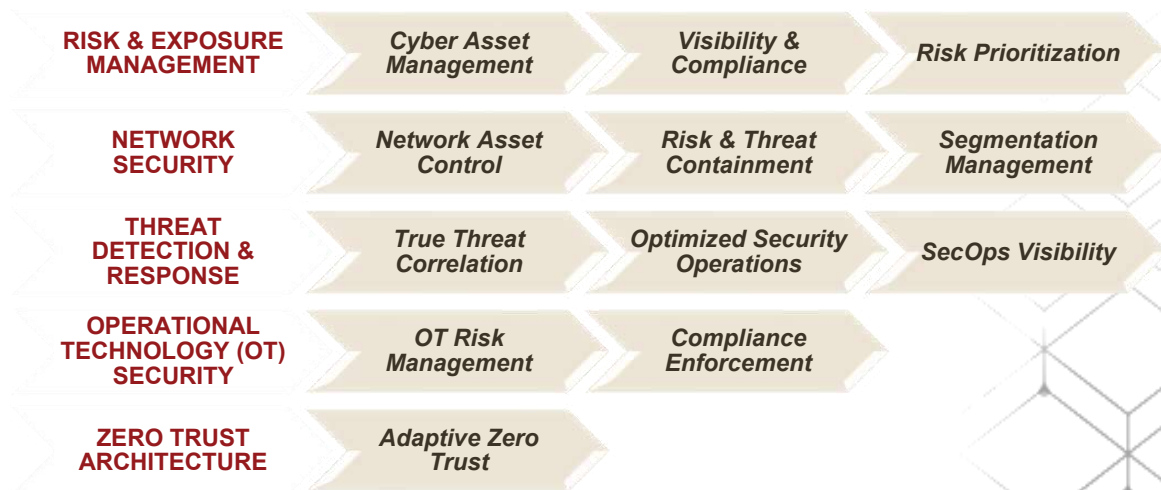 RISK & EXPOSURE
MANAGEMENT
Cyber Asset
Management
Visibility &
Compliance
Risk Prioritization
NETWORK
SECURITY
Network Asset
Control
Risk & Threat
Containment
Segmentation
Management
THREAT
DETECTION &
RESPONSE
True Threat
Correlation
Optimized Security
Operations
SecOps Visibility
OPERATIONAL
TECHNOLOGY (OT)
SECURITY
OT Risk
Management
Compliance
Enforcement
ZERO TRUST
ARCHITECTURE
Adaptive Zero
Trust